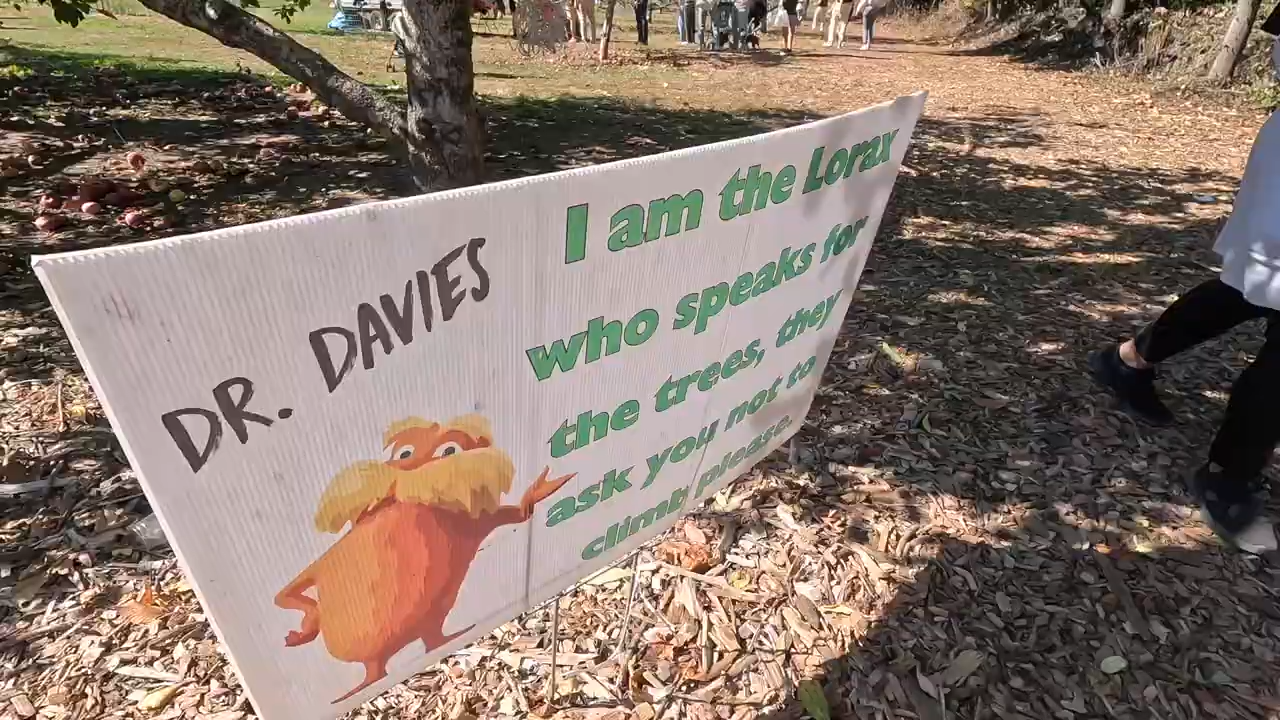 DR. DAVIES
I am the Lorax
who speaks for
the trees, they
ask you not to
climb please.